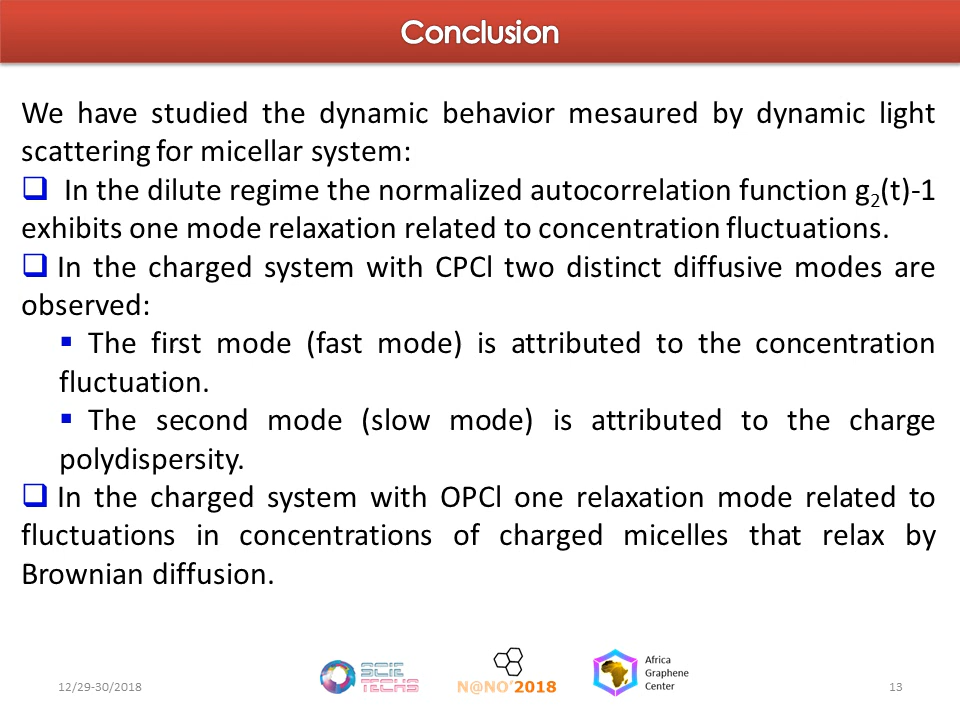 Conclusion
We have studied the dynamic behavior mesaured by dynamic light
scattering for micellar system:
❑ In the dilute regime the normalized autocorrelation function g₂(t)-1
exhibits one mode relaxation related to concentration fluctuations.
❑ In the charged system with CPCl two distinct diffusive modes are
observed:
▪ The first mode (fast mode) is attributed to the concentration
fluctuation.
▪ The second mode (slow mode) is attributed to the charge
polydispersity.
❑ In the charged system with OPCl one relaxation mode related to
fluctuations in concentrations of charged micelles that relax by
Brownian diffusion.
12/29-30/2018
SCIE
TECHS
N@NO'2018
Africa
Graphene
Center
13